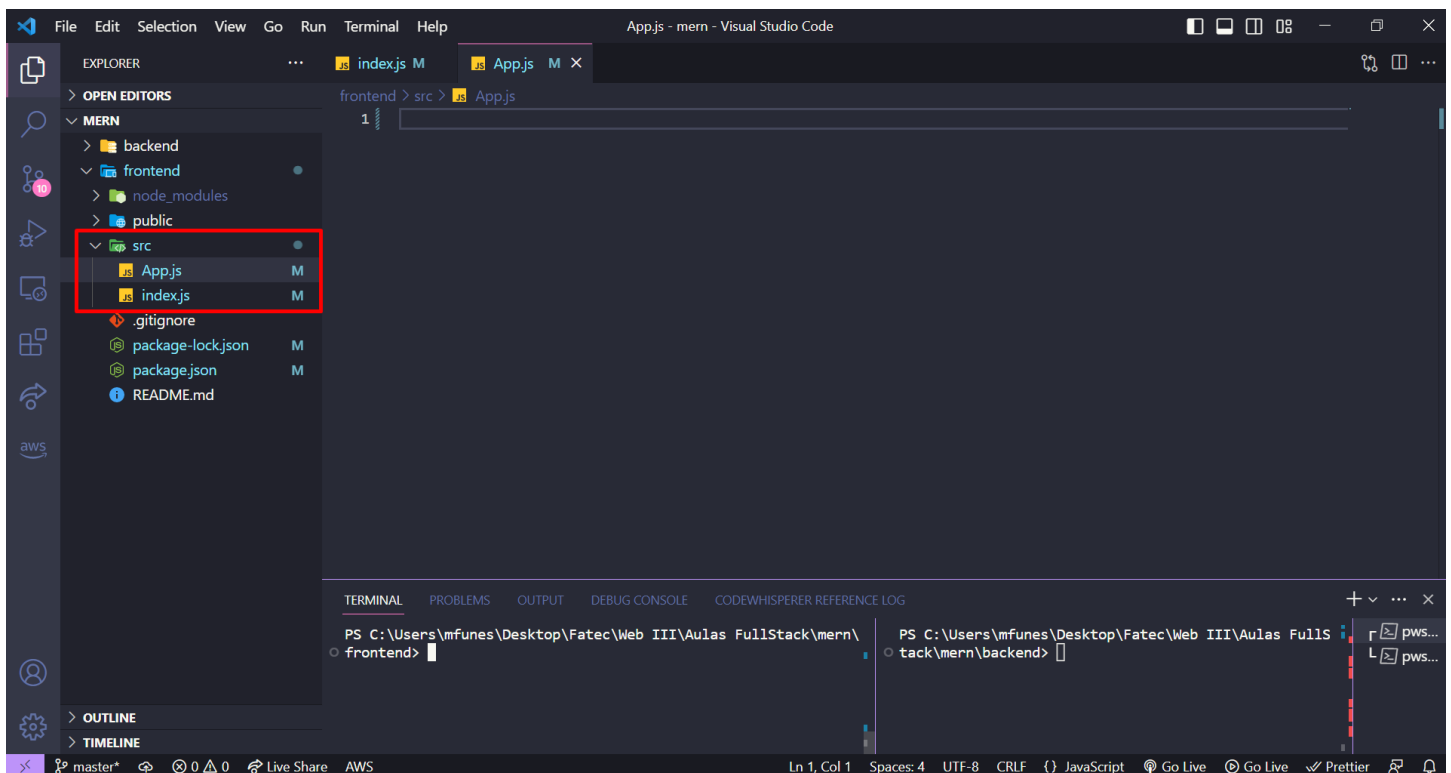 File Edit Selection View Go Run Terminal Help App.js - mern - Visual Studio Code
EXPLORER
OPEN EDITORS
MERN
backend
frontend
node_modules
public
src
App.js M
index.js M
.gitignore
package-lock.json M
package.json M
README.md
OUTLINE
TIMELINE
10
aws
JS index.js M JS App.js M
frontend > src > JS App.js
1
TERMINAL PROBLEMS OUTPUT DEBUG CONSOLE CODEWHISPERER REFERENCE LOG
PS C:\Users\mfunes\Desktop\Fatec\Web III\Aulas FullStack\mern\
frontend>
PS C:\Users\mfunes\Desktop\Fatec\Web III\Aulas FullS
tack\mern\backend>
pws...
pws...
master* 0 0 Live Share AWS Ln 1, Col 1 Spaces: 4 UTF-8 CRLF {} JavaScript Go Live Go Live Prettier